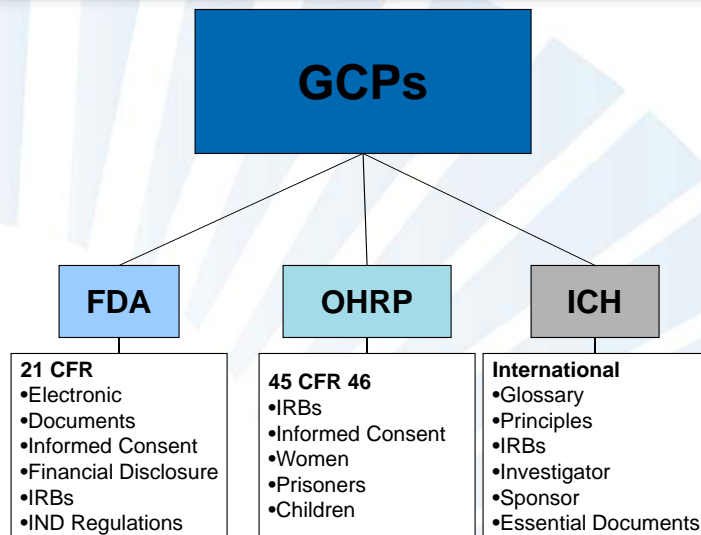 GCPs
FDA
OHRP
ICH
21 CFR
•Electronic
•Documents
•Informed Consent
•Financial Disclosure
•IRBs
•IND Regulations
45 CFR 46
•IRBs
•Informed Consent
•Women
•Prisoners
•Children
International
•Glossary
•Principles
•IRBs
•Investigator
•Sponsor
•Essential Documents